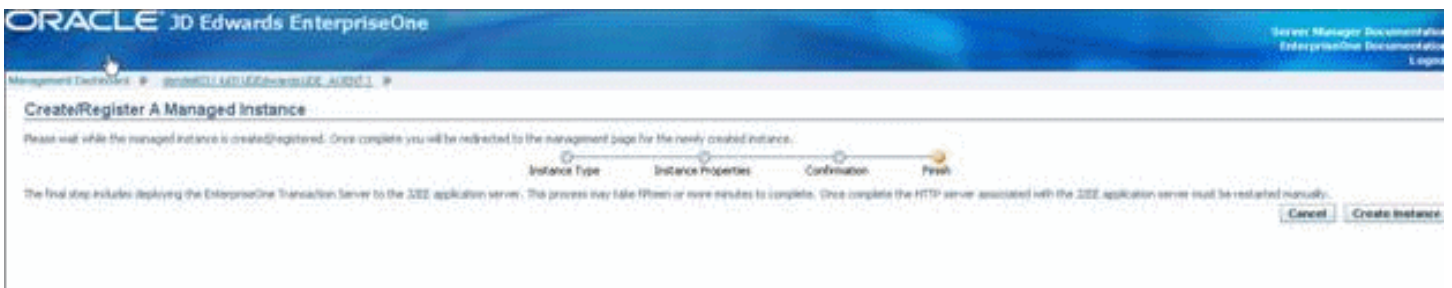 ORACLE JD Edwards EnterpriseOne
Server Manager Documentation
EnterpriseOne Documentation
Logout
Management Dashboard
Create/Register A Managed Instance
Please wait while the managed instance is created/registered. Once complete you will be redirected to the management page for the newly created instance.
Instance Type Instance Properties Confirmation Finish
The final step includes deploying the EnterpriseOne Transaction Server to the J2EE application server. This process may take fifteen or more minutes to complete. Once complete the HTTP server associated with the J2EE application server must be restarted manually.
Cancel Create Instance